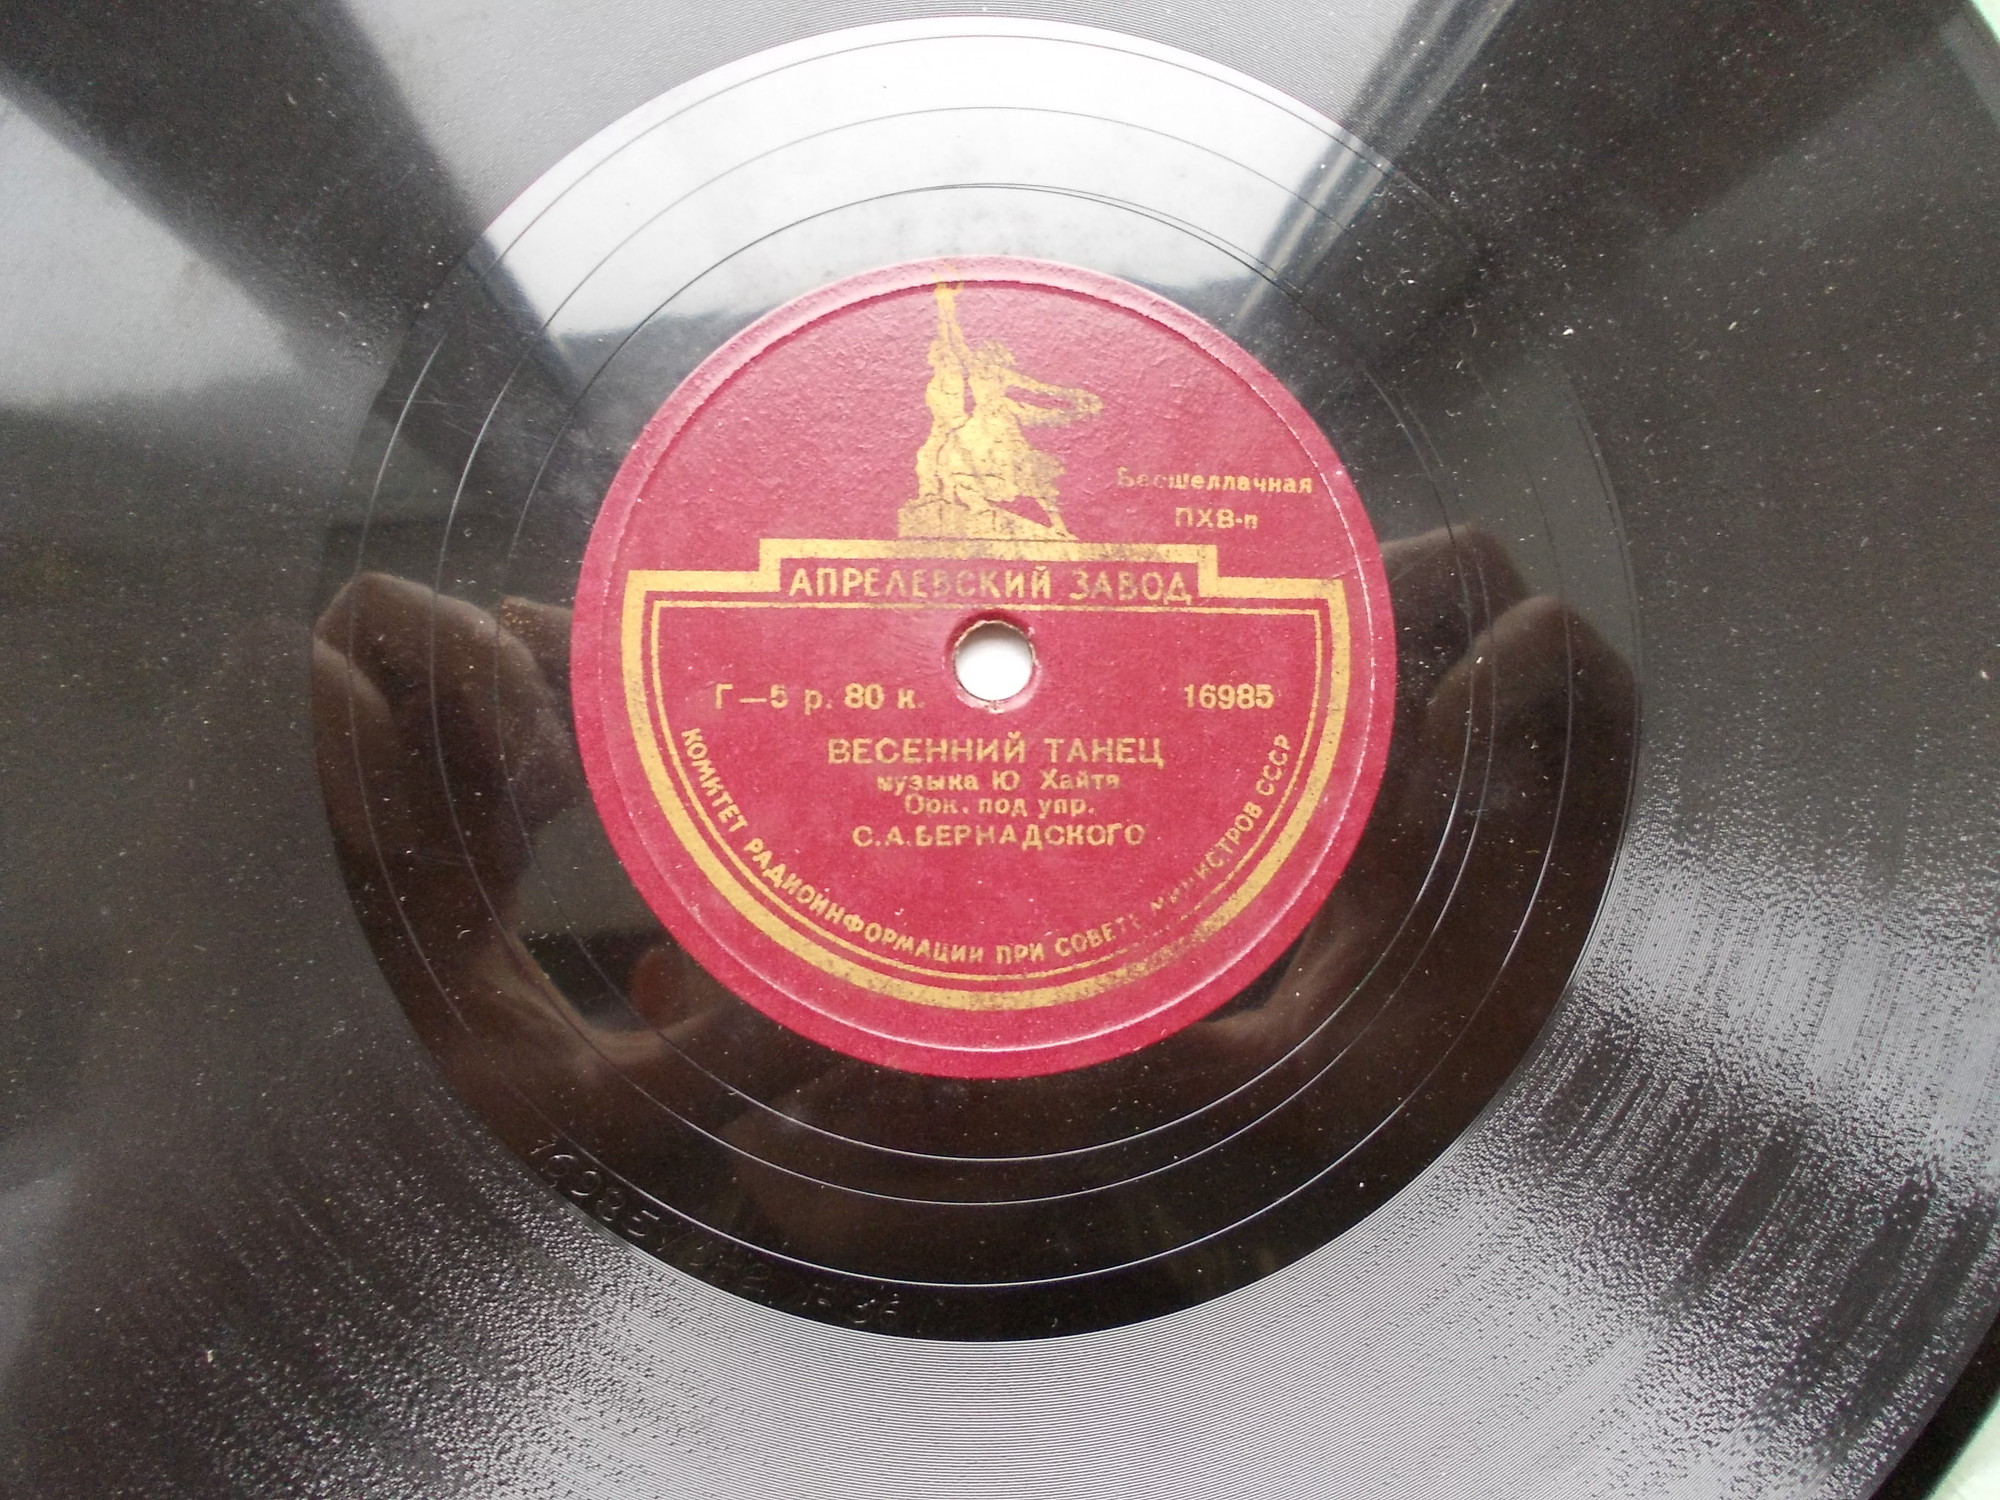 Бесшеллачная
ПХВ-п
АПРЕЛЕВСКИЙ ЗАВОД
Г—5 р. 80 к. 16985
ВЕСЕННИЙ ТАНЕЦ
музыка Ю. Хайта
Орк. под упр.
С.А.БЕРНАДСКОГО
КОМИТЕТ РАДИОИНФОРМАЦИИ ПРИ СОВЕТЕ МИНИСТРОВ СССР
16985